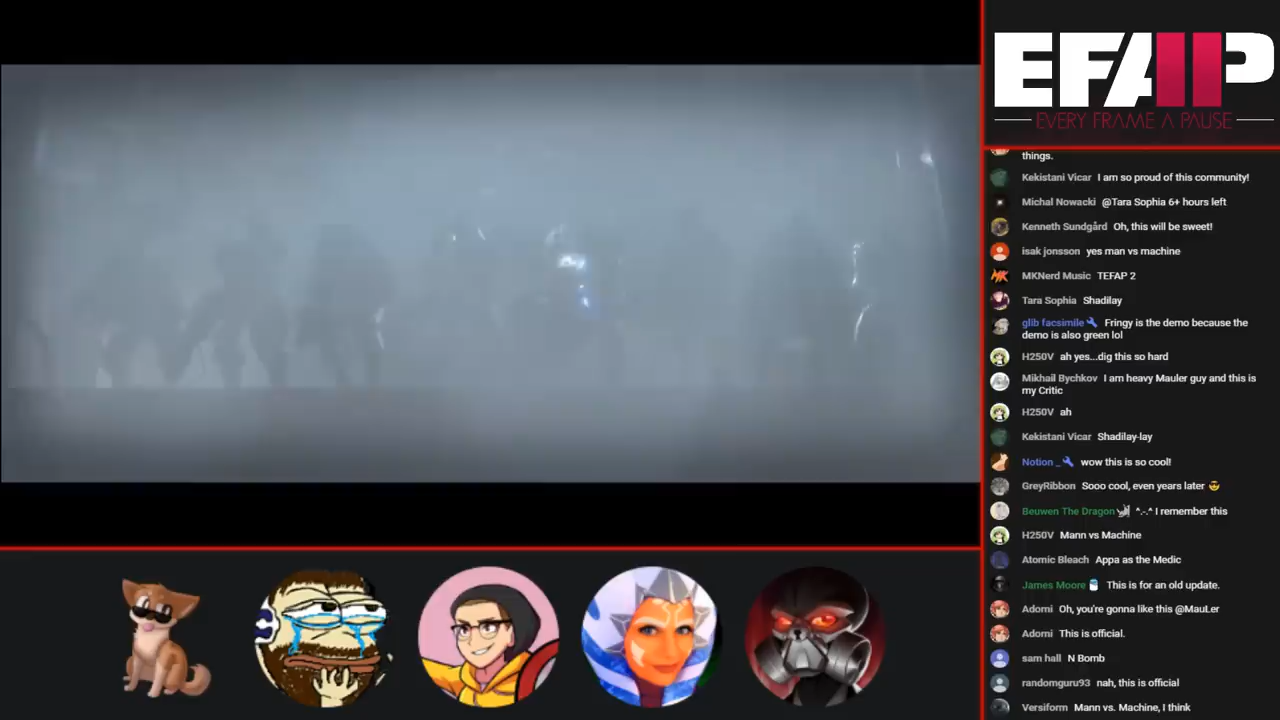 EFAP
EVERY FRAME A PAUSE
things.
Kekistani Vicar I am so proud of this community!
Michal Nowacki @Tara Sophia 6+ hours left
Kenneth Sundgård Oh, this will be sweet!
isak jonsson yes man vs machine
MKNerd Music TEFAP 2
Tara Sophia Shadilay
glib facsimile Fringy is the demo because the
demo is also green lol
H250V ah yes...dig this so hard
Mikhail Bychkov I am heavy Mauler guy and this is
my Critic
H250V ah
Kekistani Vicar Shadilay-lay
Notion _ wow this is so cool!
GreyRibbon Sooo cool, even years later 😎
Beuwen The Dragon ^.-.^ I remember this
H250V Mann vs Machine
Atomic Bleach Appa as the Medic
James Moore This is for an old update.
Adomi Oh, you're gonna like this @MauLer
Adomi This is official.
sam hall N Bomb
randomguru93 nah, this is official
Versiform Mann vs. Machine, I think